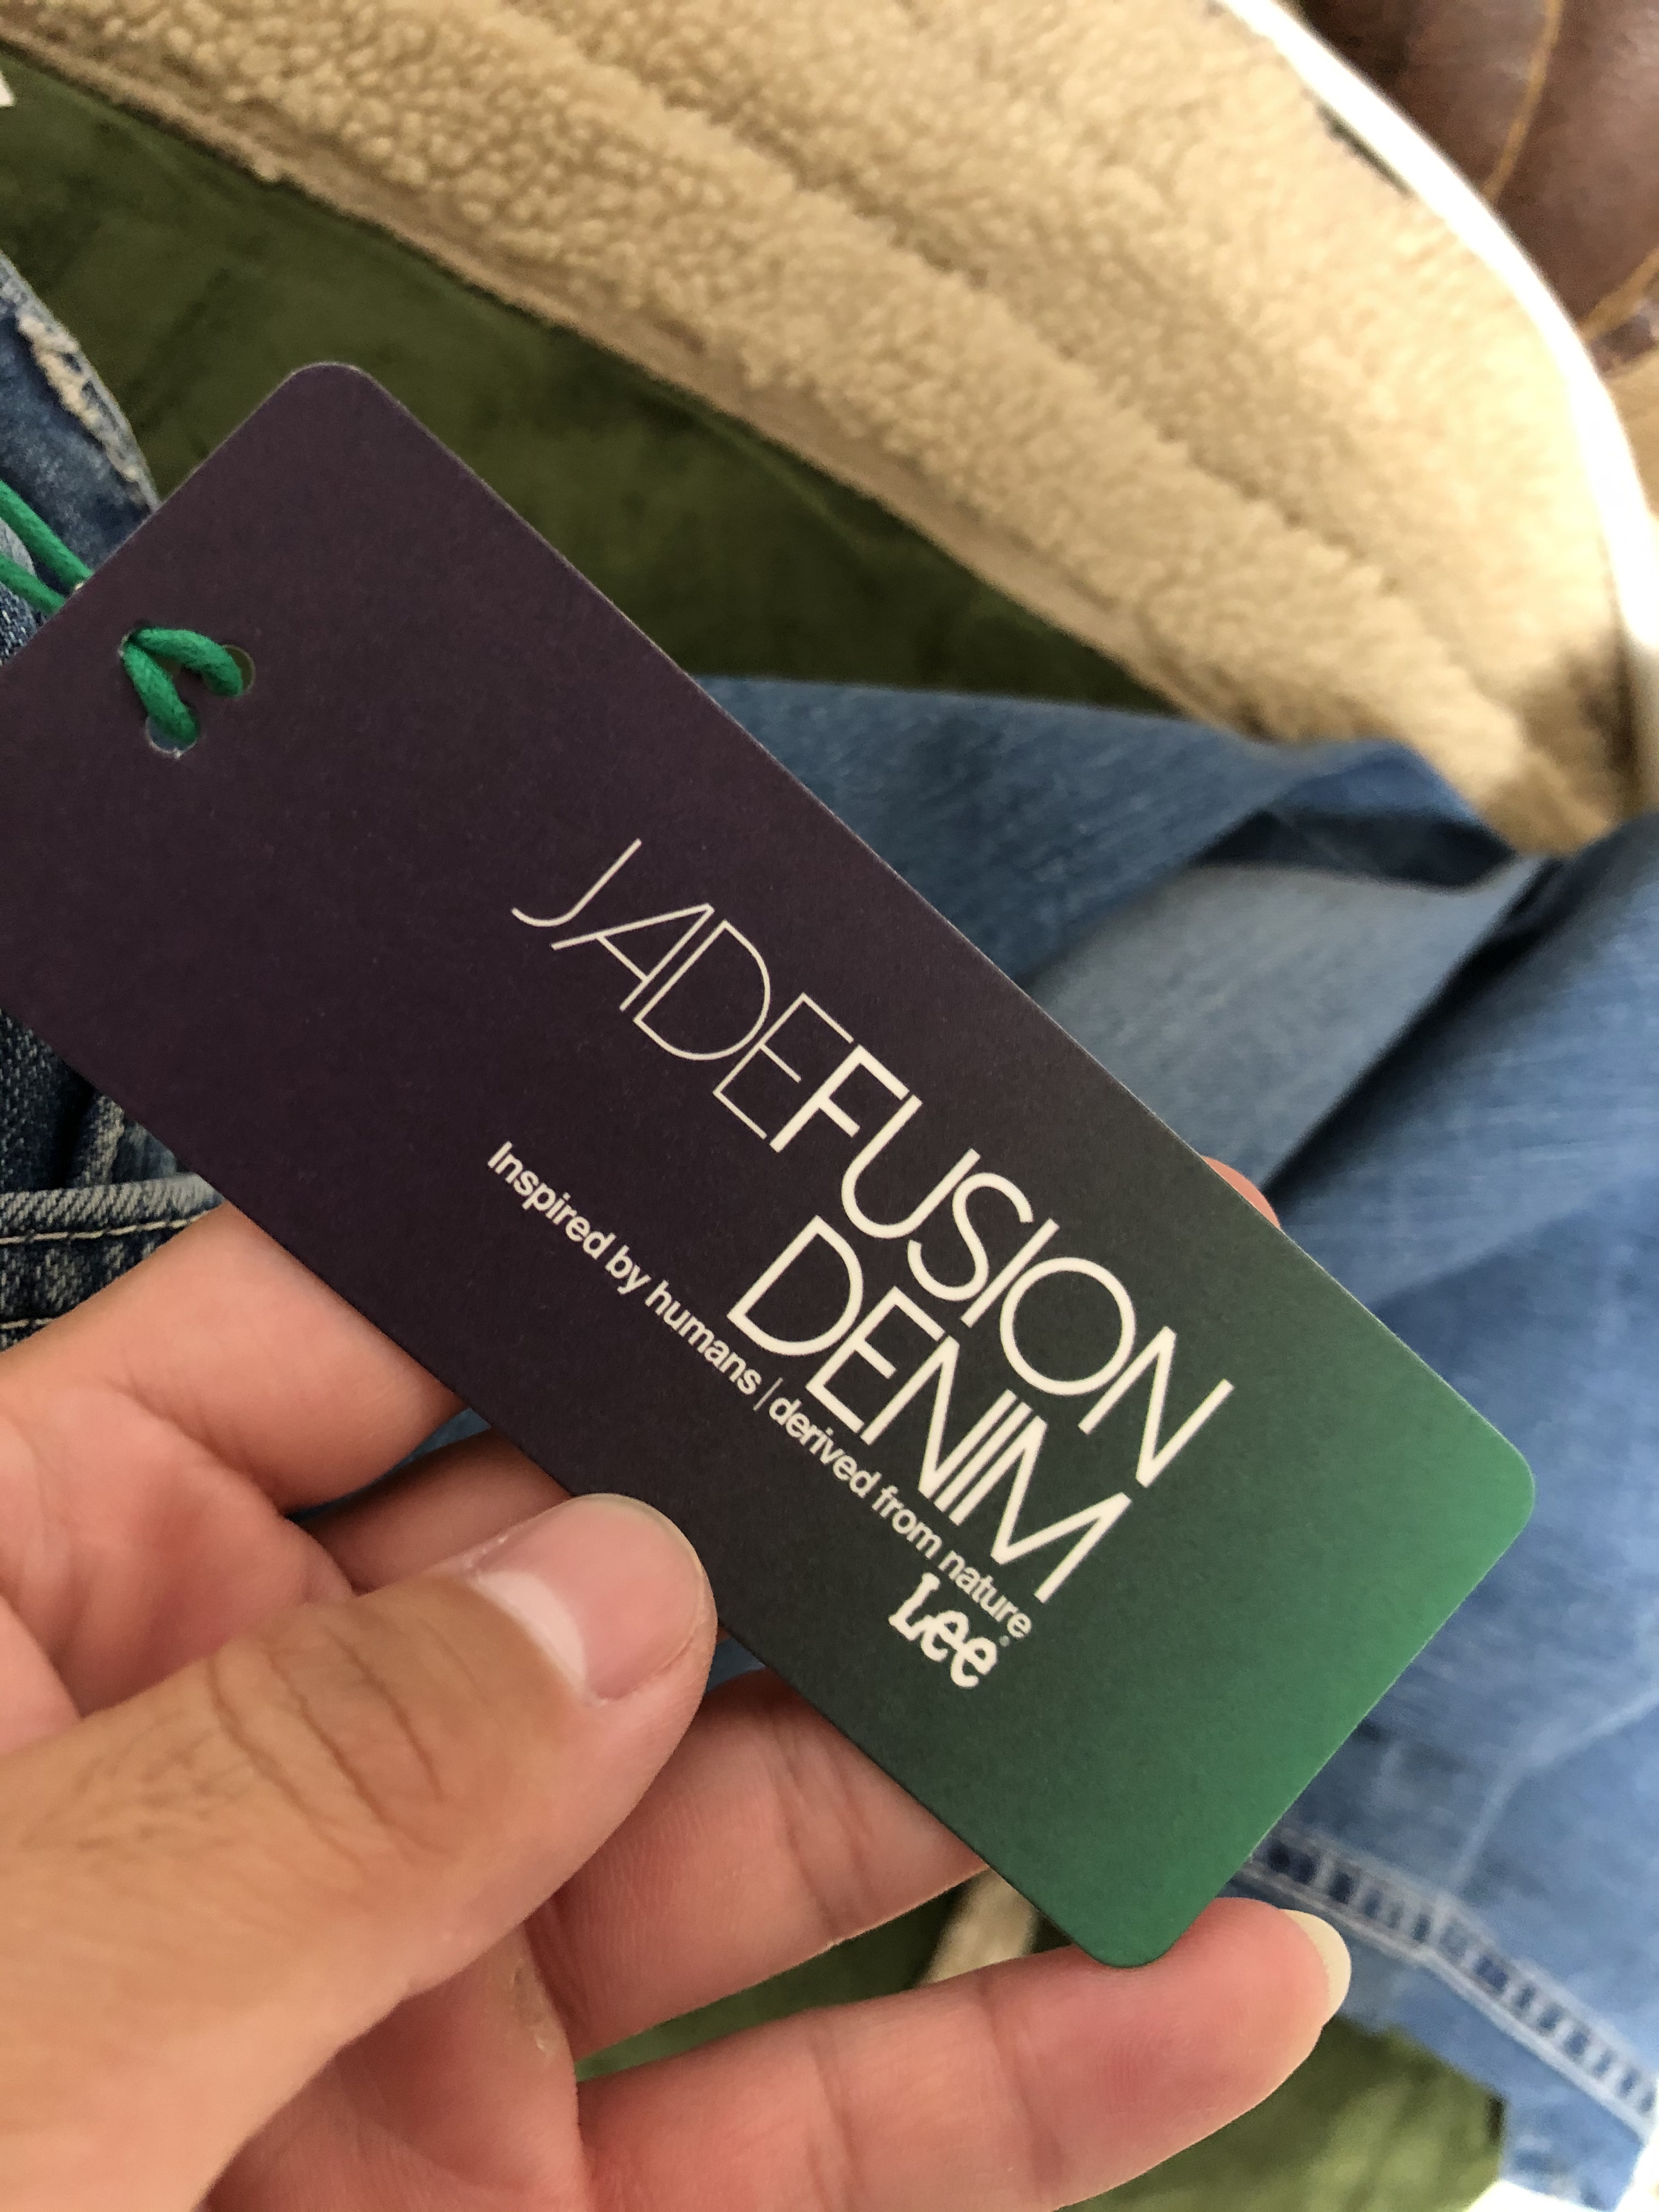 JADEFUSION
DENIM
Inspired by humans | derived from nature
Lee®